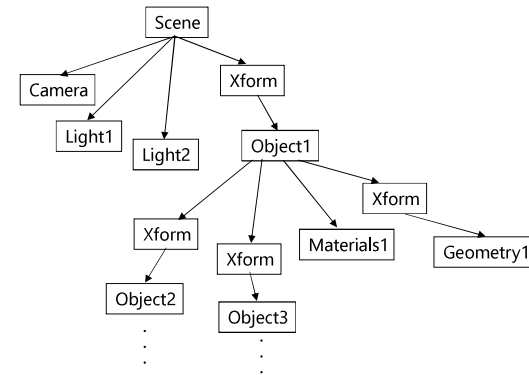 Scene
Camera
Xform
Light1
Light2
Object1
Xform
Xform
Materials1
Xform
Geometry1
Object2
Object3